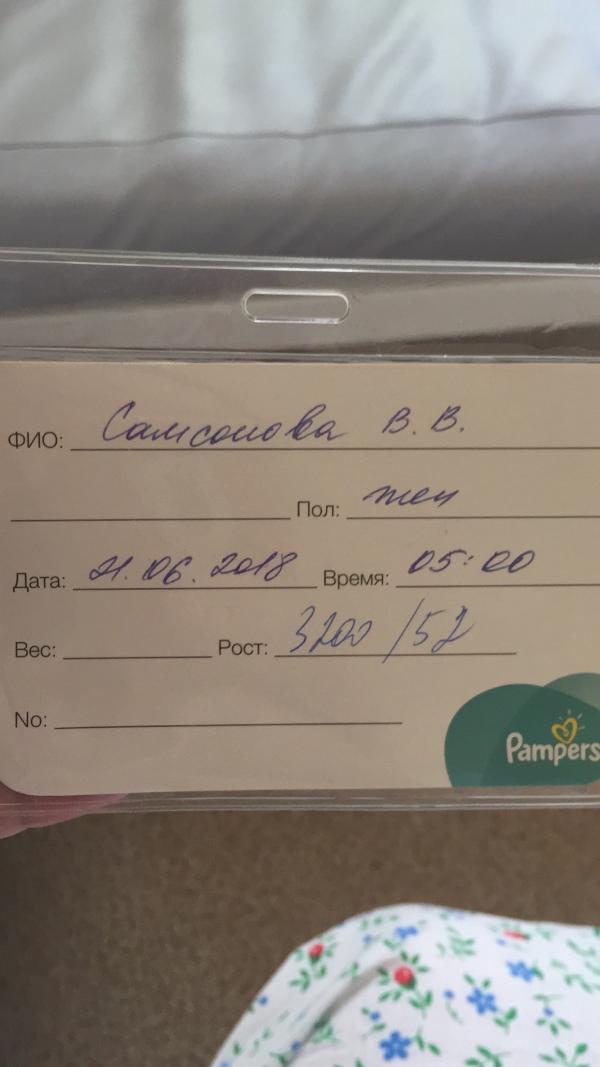 ФИО: Самсонова В. В.
Пол: жен
Дата: 21.06.2018 Время: 05:00
Вес: Рост: 3200 / 52
No:
Pampers